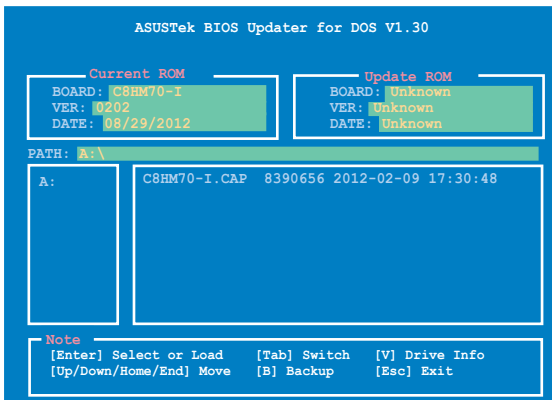 ASUSTek BIOS Updater for DOS V1.30
Current ROM
BOARD: C8HM70-I
VER: 0202
DATE: 08/29/2012
Update ROM
BOARD: Unknown
VER: Unknown
DATE: Unknown
PATH: A:\
A:
C8HM70-I.CAP 8390656 2012-02-09 17:30:48
Note
[Enter] Select or Load [Tab] Switch [V] Drive Info
[Up/Down/Home/End] Move [B] Backup [Esc] Exit